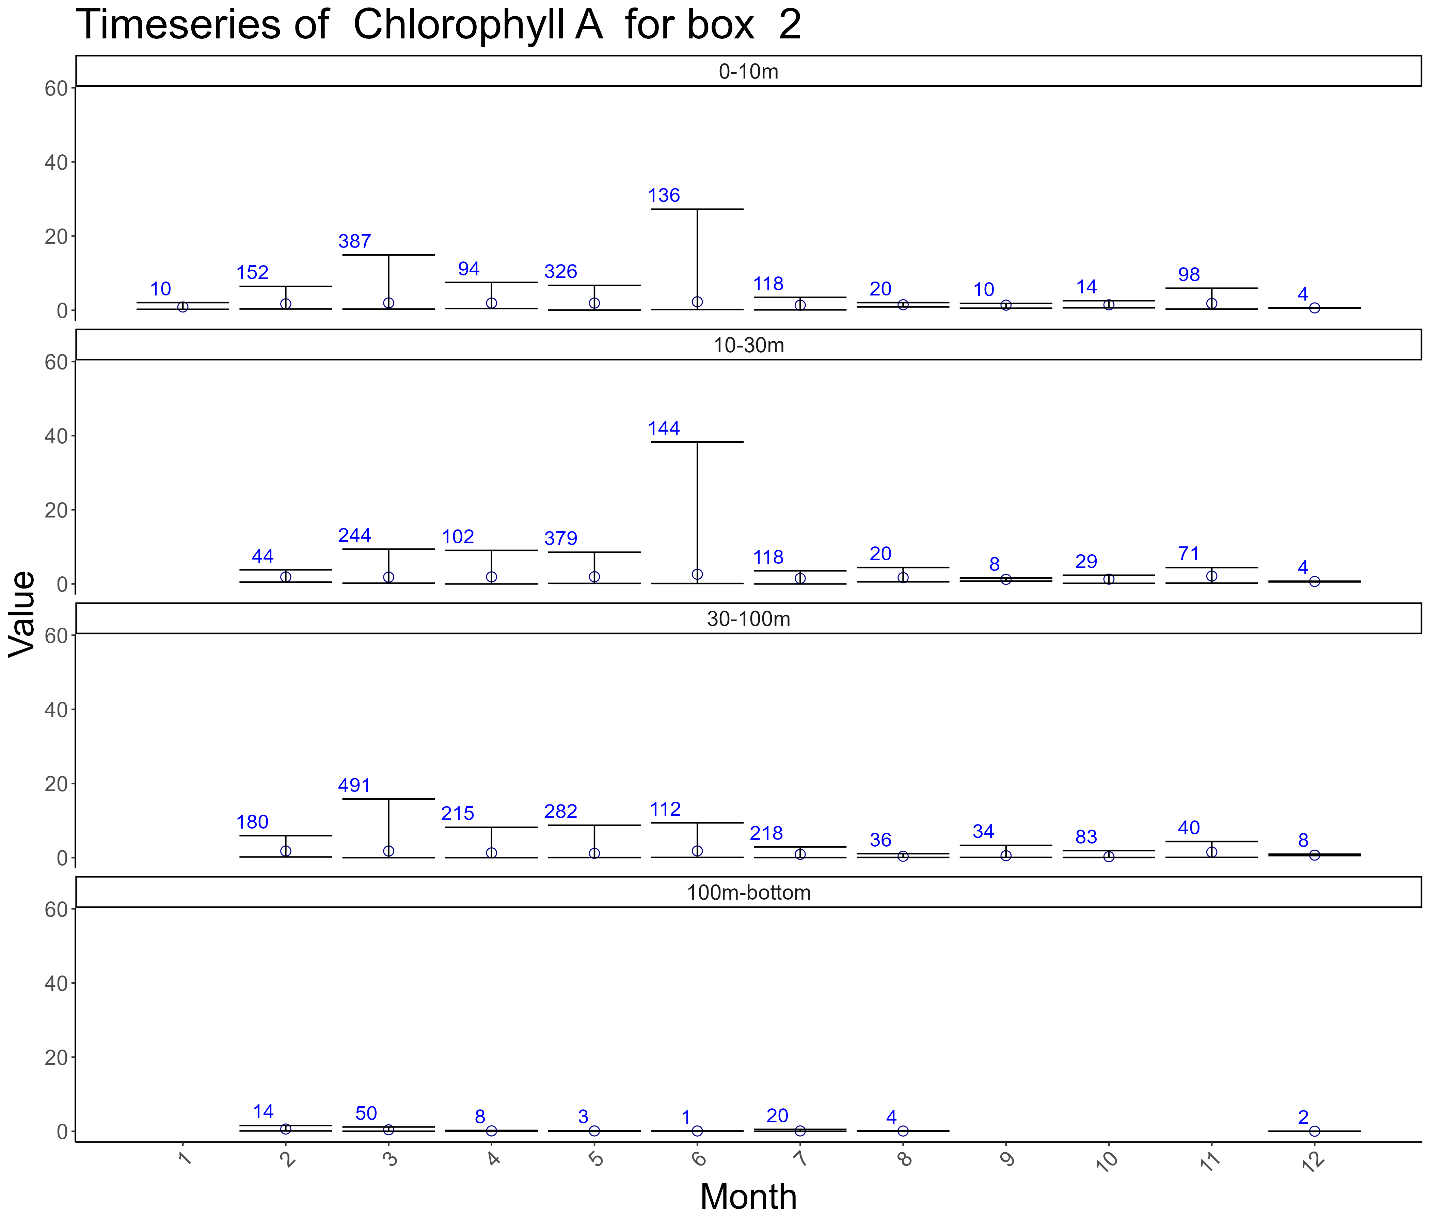 Timeseries of  Chlorophyll A  for box  2
0-10m
60
40
20
0
10 152 387 94 326 136 118 20 10 14 98 4
10-30m
60
40
20
0
44 244 102 379 144 118 20 8 29 71 4
30-100m
60
40
20
0
180 491 215 282 112 218 36 34 83 40 8
100m-bottom
60
40
20
0
14 50 8 3 1 20 4 2
1 2 3 4 5 6 7 8 9 10 11 12
Month
Value